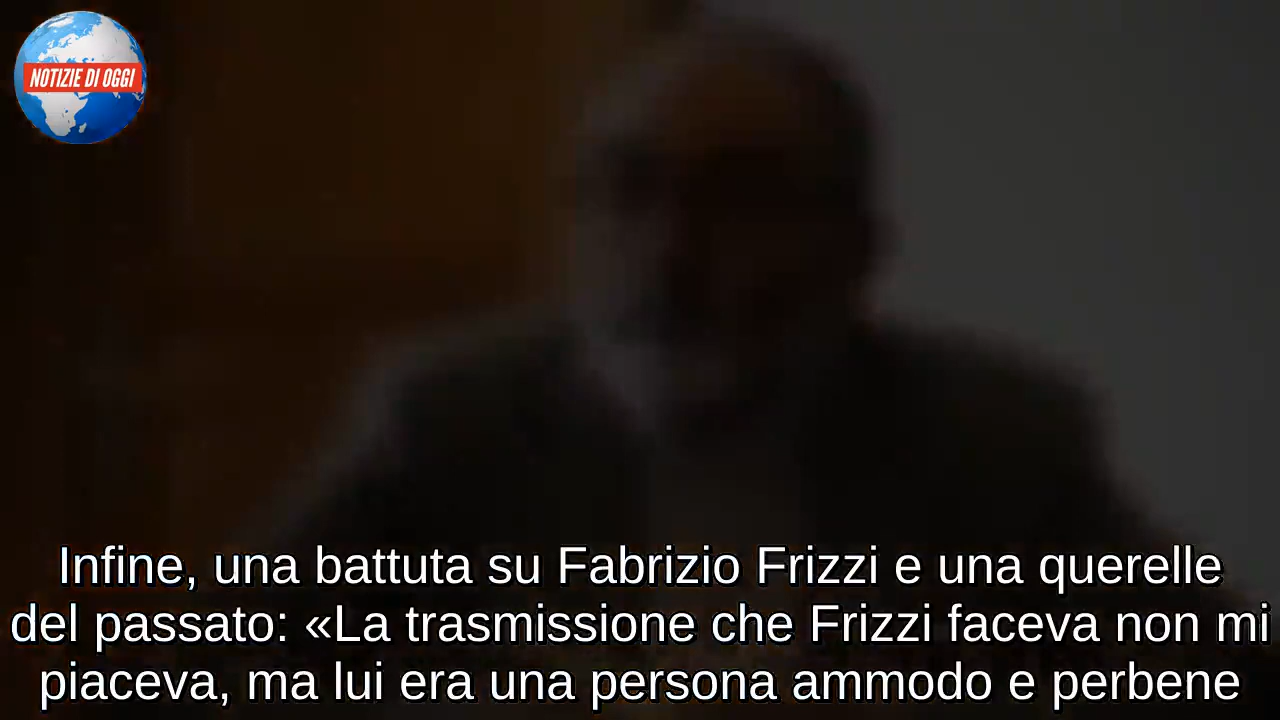 NOTIZIE DI OGGI
Infine, una battuta su Fabrizio Frizzi e una querelle
del passato: «La trasmissione che Frizzi faceva non mi
piaceva, ma lui era una persona ammodo e perbene